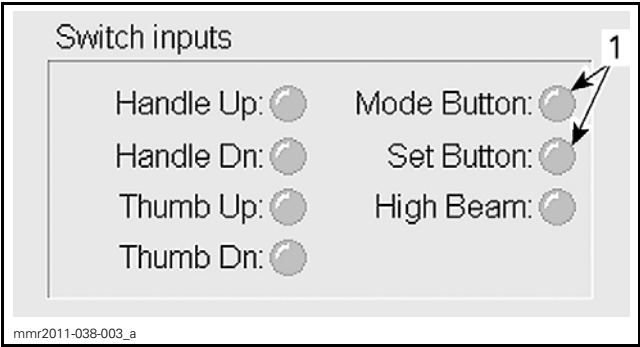 Switch inputs
1
Handle Up: Mode Button:
Handle Dn: Set Button:
Thumb Up: High Beam:
Thumb Dn:
mmr2011-038-003_a